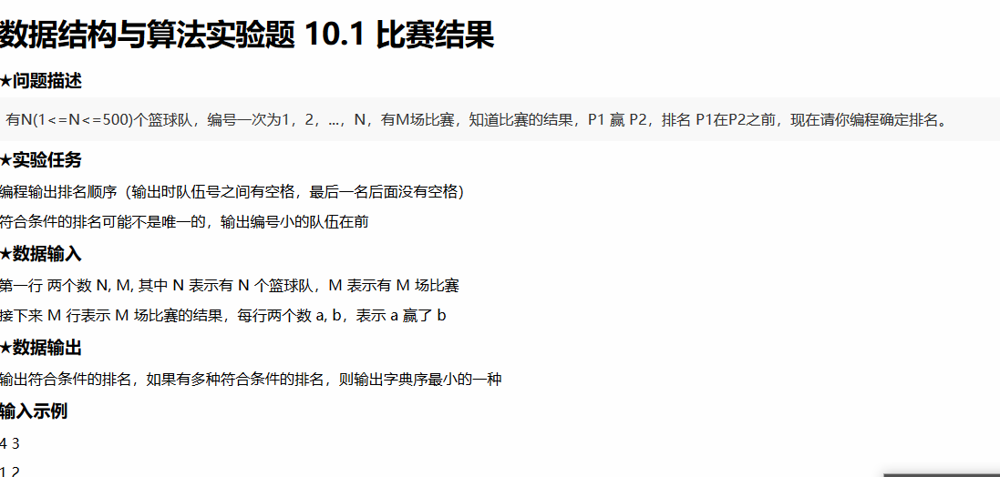 数据结构与算法实验题 10.1 比赛结果
★问题描述
有N(1<=N<=500)个篮球队，编号一次为1，2，...，N，有M场比赛，知道比赛的结果，P1 赢 P2，排名 P1在P2之前，现在请你编程确定排名。
★实验任务
编程输出排名顺序（输出时队伍号之间有空格，最后一名后面没有空格）
符合条件的排名可能不是唯一的，输出编号小的队伍在前
★数据输入
第一行 两个数 N, M, 其中 N 表示有 N 个篮球队，M 表示有 M 场比赛
接下来 M 行表示 M 场比赛的结果，每行两个数 a, b，表示 a 赢了 b
★数据输出
输出符合条件的排名，如果有多种符合条件的排名，则输出字典序最小的一种
输入示例
4 3
1 2